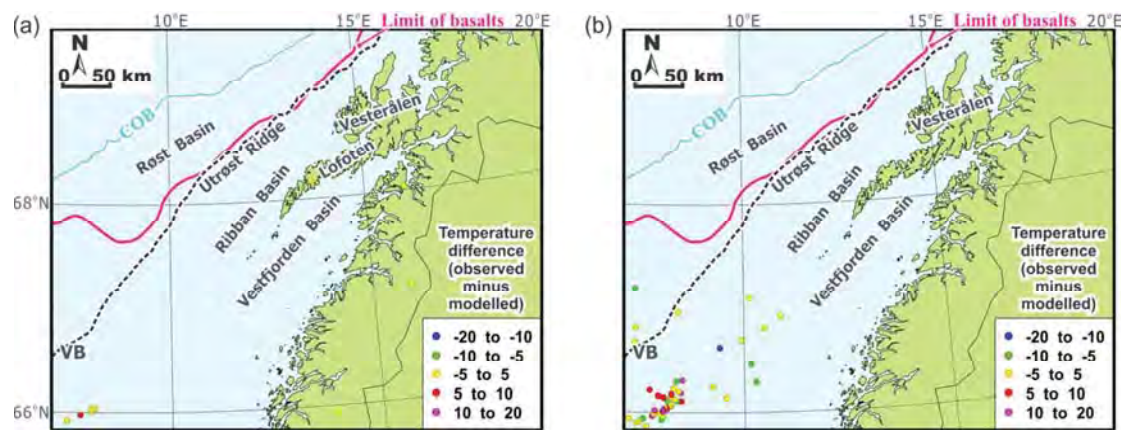 (a)
10°E
15°E
Limit of basalts
20°E
N
0 50 km
COB
Røst Basin
Utrøst Ridge
Vesterålen
Lofoten
Ribban Basin
Vestfjorden Basin
68°N
66°N
VB
Temperature
difference
(observed
minus
modelled)
-20 to -10
-10 to -5
-5 to 5
5 to 10
10 to 20
(b)
10°E
15°E
Limit of basalts
20°E
N
0 50 km
COB
Røst Basin
Utrøst Ridge
Vesterålen
Ribban Basin
Vestfjorden Basin
68°N
66°N
VB
Temperature
difference
(observed
minus
modelled)
-20 to -10
-10 to -5
-5 to 5
5 to 10
10 to 20